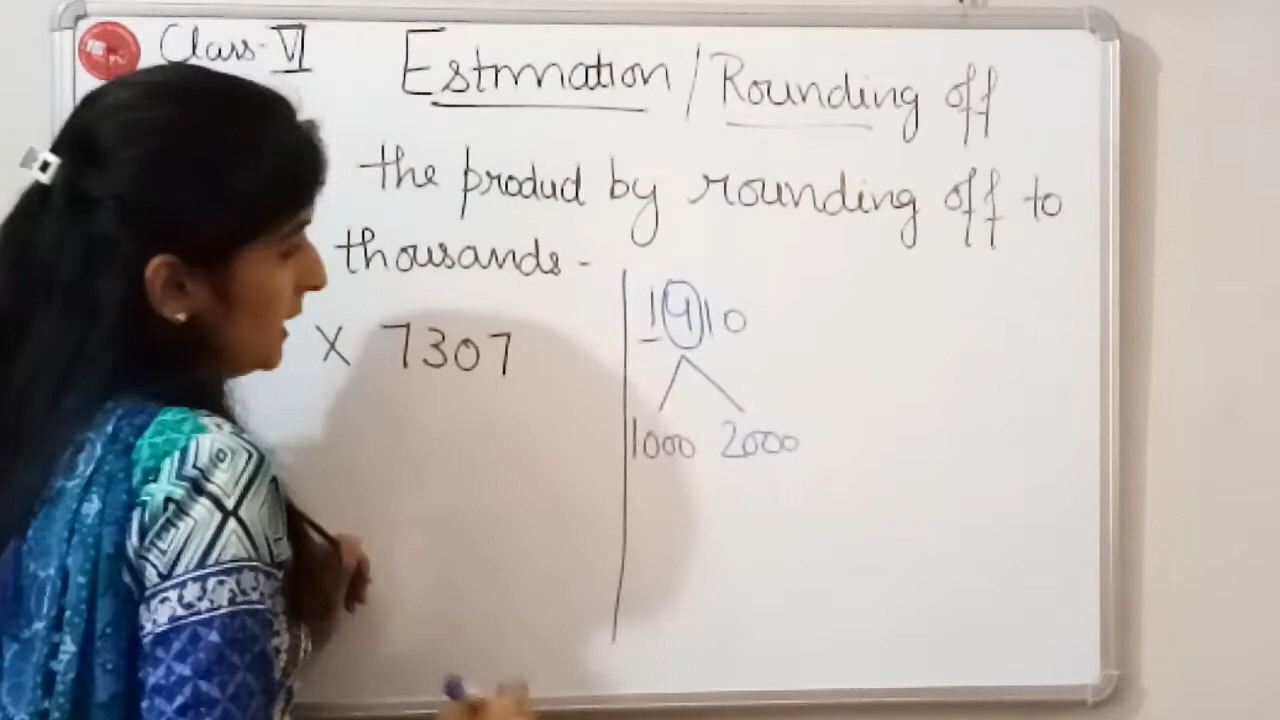 Class-VI
Estimation / Rounding off
the product by rounding off to
thousands-
X 7307
1910
1000 2000